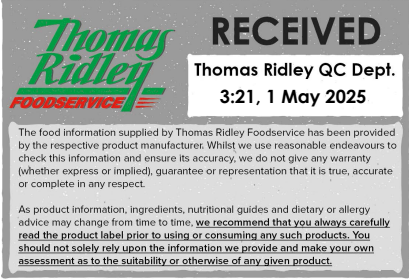 Thomas
Ridley
FOODSERVICE
RECEIVED
Thomas Ridley QC Dept.
3:21, 1 May 2025
The food information supplied by Thomas Ridley Foodservice has been provided
by the respective product manufacturer. Whilst we use reasonable endeavours to
check this information and ensure its accuracy, we do not give any warranty
(whether express or implied), guarantee or representation that it is true, accurate
or complete in any respect.
As product information, ingredients, nutritional guides and dietary or allergy
advice may change from time to time, we recommend that you always carefully
read the product label prior to using or consuming any such products. You
should not solely rely upon the information we provide and make your own
assessment as to the suitability or otherwise of any given product.